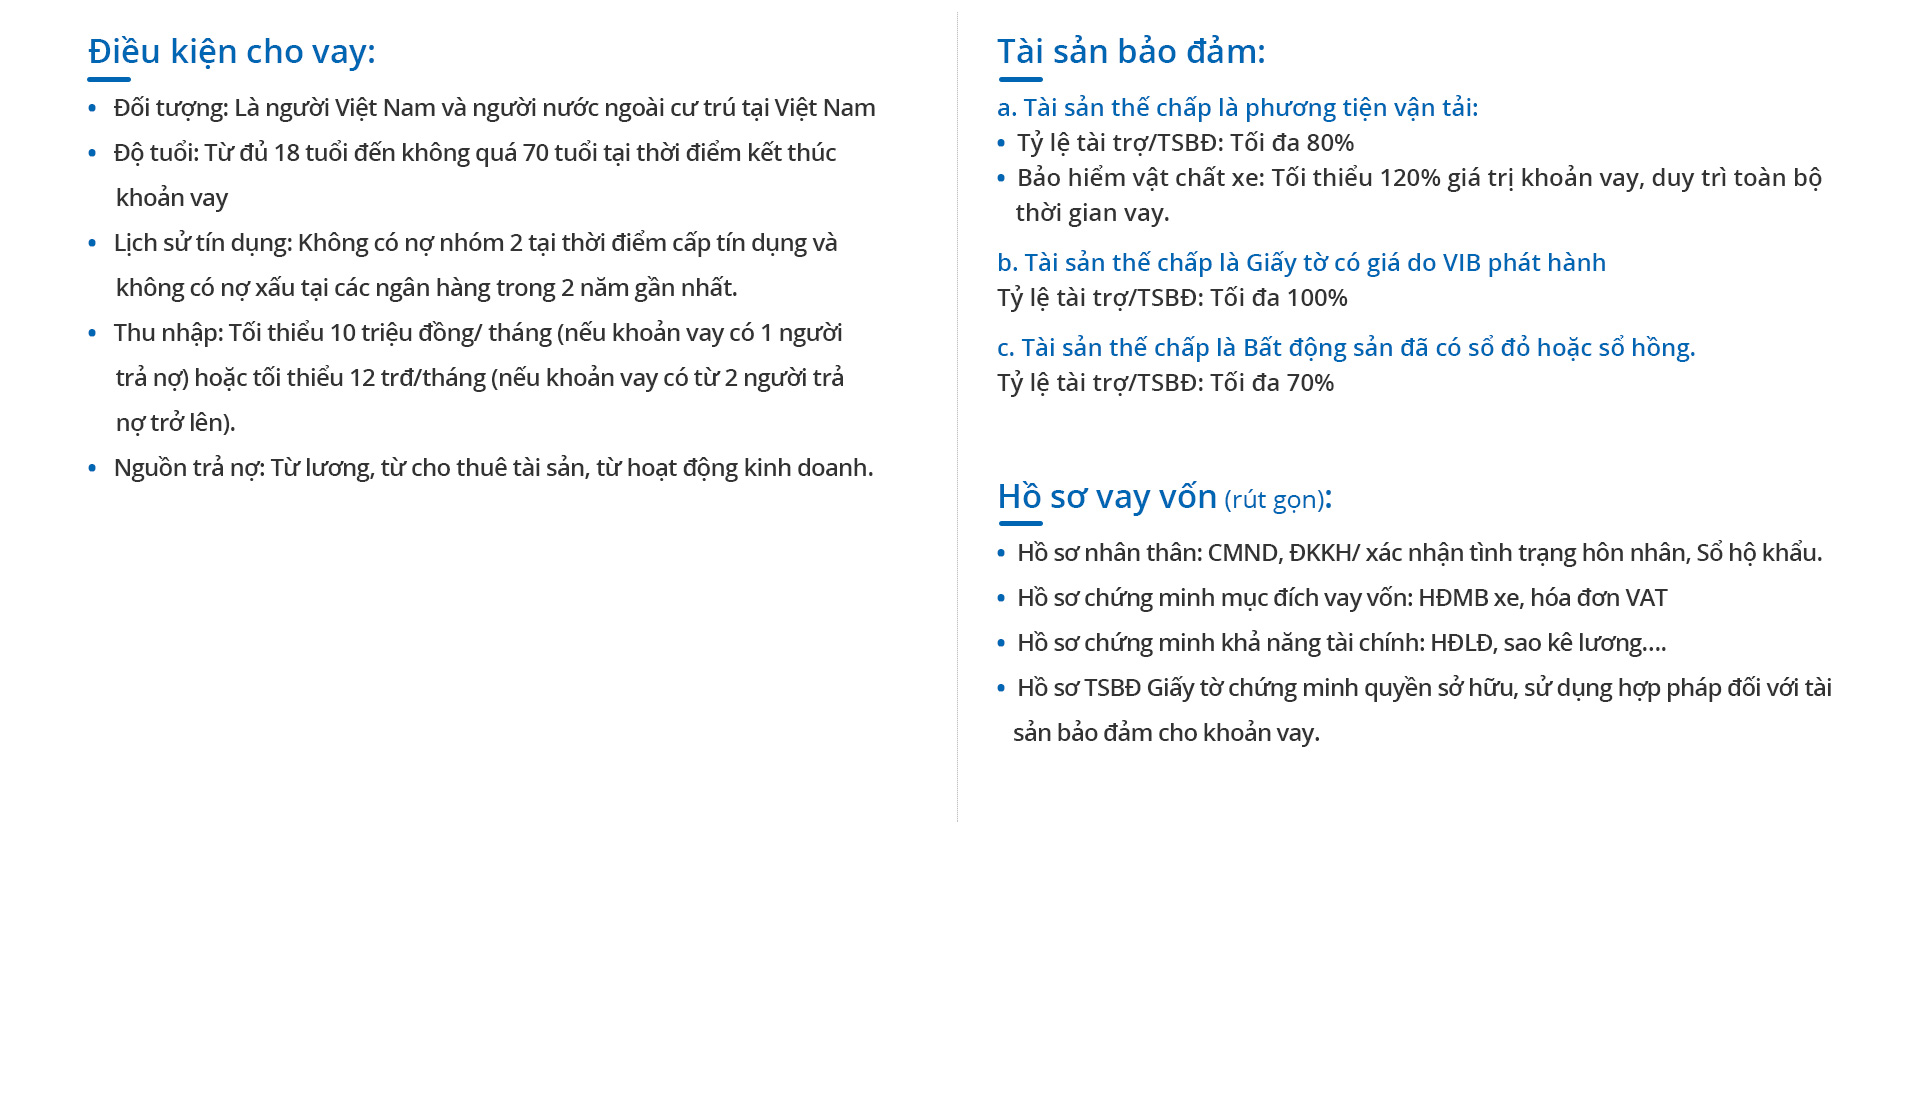 Điều kiện cho vay:
• Đối tượng: Là người Việt Nam và người nước ngoài cư trú tại Việt Nam
• Độ tuổi: Từ đủ 18 tuổi đến không quá 70 tuổi tại thời điểm kết thúc
khoản vay
• Lịch sử tín dụng: Không có nợ nhóm 2 tại thời điểm cấp tín dụng và
không có nợ xấu tại các ngân hàng trong 2 năm gần nhất.
• Thu nhập: Tối thiểu 10 triệu đồng/ tháng (nếu khoản vay có 1 người
trả nợ) hoặc tối thiểu 12 trđ/tháng (nếu khoản vay có từ 2 người trả
nợ trở lên).
• Nguồn trả nợ: Từ lương, từ cho thuê tài sản, từ hoạt động kinh doanh.
Tài sản bảo đảm:
a. Tài sản thế chấp là phương tiện vận tải:
• Tỷ lệ tài trợ/TSBĐ: Tối đa 80%
• Bảo hiểm vật chất xe: Tối thiểu 120% giá trị khoản vay, duy trì toàn bộ
thời gian vay.
b. Tài sản thế chấp là Giấy tờ có giá do VIB phát hành
Tỷ lệ tài trợ/TSBĐ: Tối đa 100%
c. Tài sản thế chấp là Bất động sản đã có sổ đỏ hoặc sổ hồng.
Tỷ lệ tài trợ/TSBĐ: Tối đa 70%
Hồ sơ vay vốn (rút gọn):
• Hồ sơ nhân thân: CMND, ĐKKH/ xác nhận tình trạng hôn nhân, Sổ hộ khẩu.
• Hồ sơ chứng minh mục đích vay vốn: HĐMB xe, hóa đơn VAT
• Hồ sơ chứng minh khả năng tài chính: HĐLĐ, sao kê lương....
• Hồ sơ TSBĐ Giấy tờ chứng minh quyền sở hữu, sử dụng hợp pháp đối với tài
sản bảo đảm cho khoản vay.